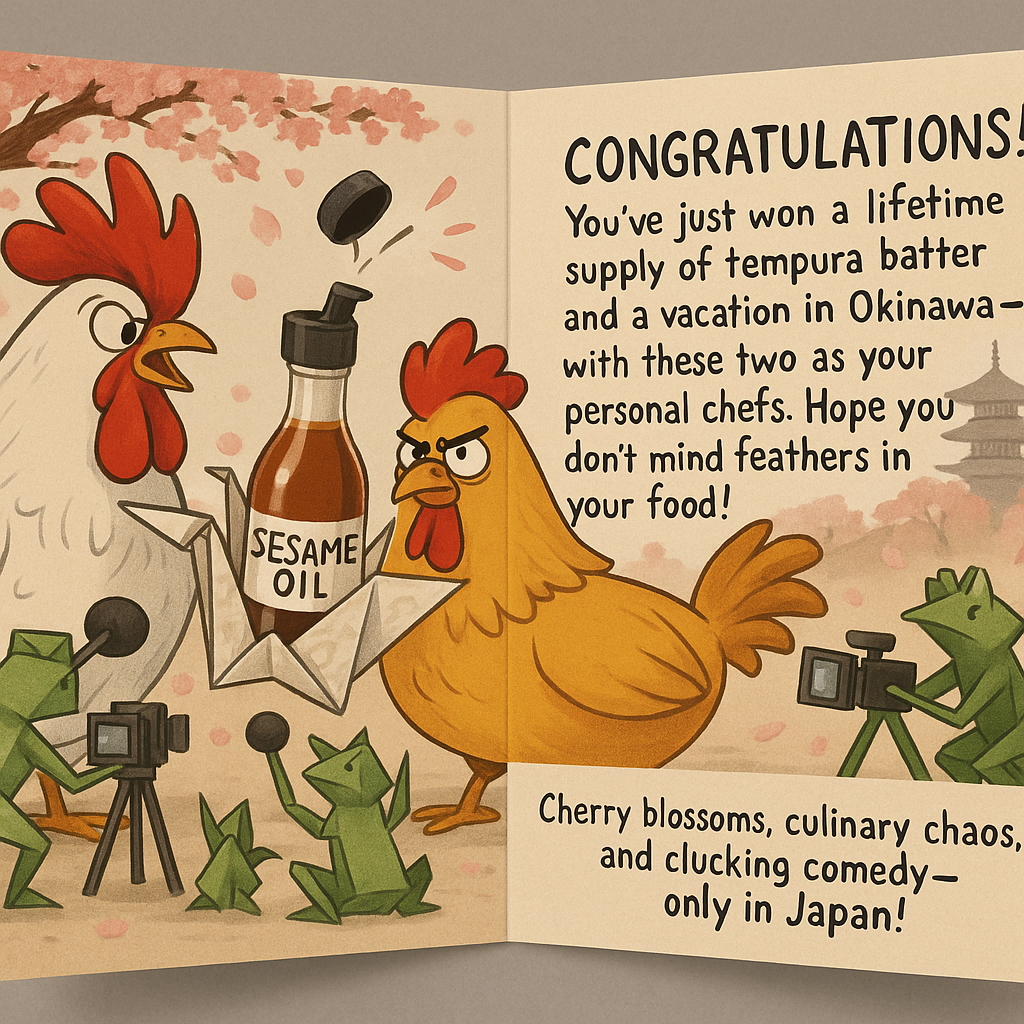 SESAME
OIL
CONGRATULATIONS!
You've just won a lifetime
supply of tempura batter
and a vacation in Okinawa—
with these two as your
personal chefs. Hope you
don't mind feathers in
your food!
Cherry blossoms, culinary chaos,
and clucking comedy—
only in Japan!